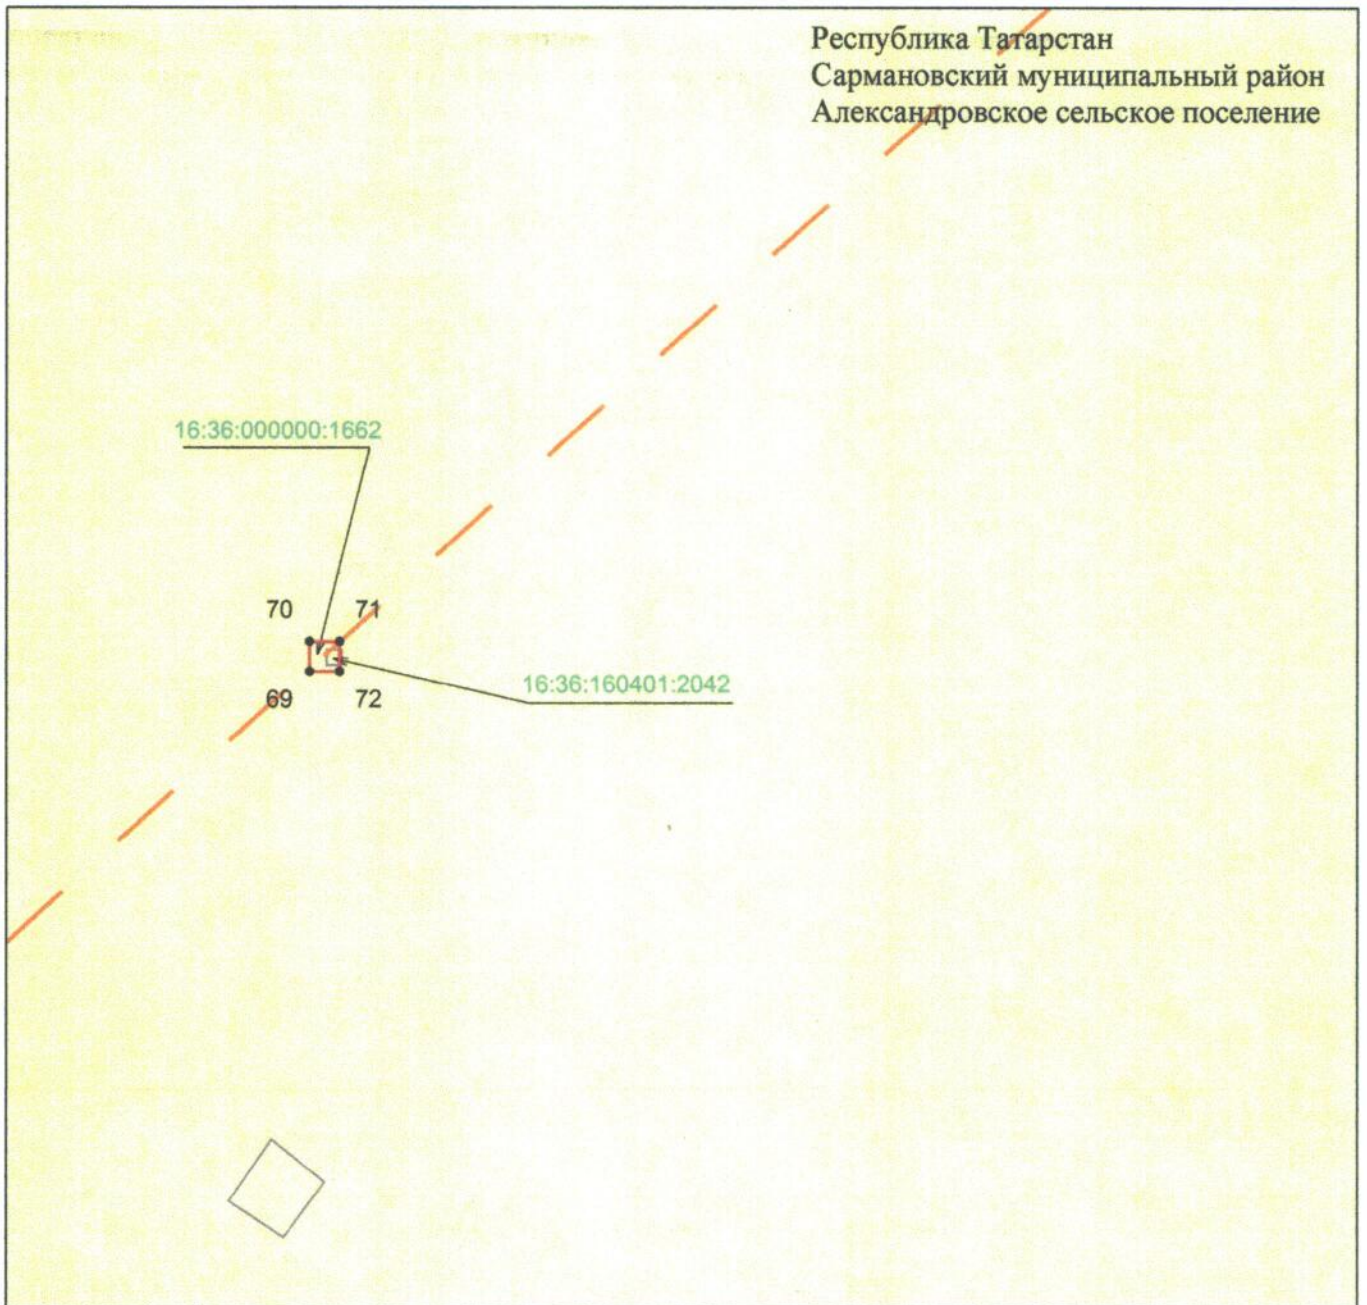 Республика Татарстан
Сармановский муниципальный район
Александровское сельское поселение
16:36:000000:1662
70 71
16:36:160401:2042
69 72